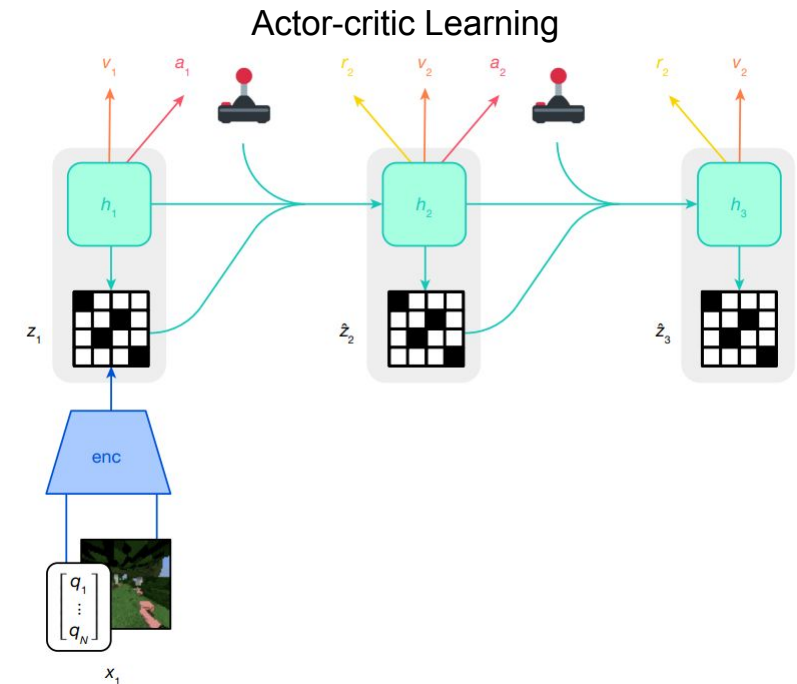 Actor-critic Learning
v₁ a₁ r₂ v₂ a₂ r₂ v₂
h₁ h₂ h₃
z₁ ẑ₂ ẑ₃
enc
q₁
⋮
q_N
x₁